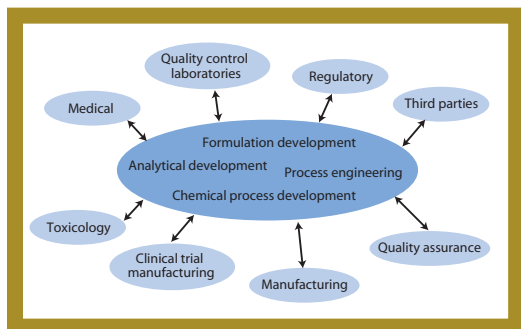 Quality control
laboratories
Regulatory
Medical
Third parties
Formulation development
Analytical development
Process engineering
Chemical process development
Toxicology
Clinical trial
manufacturing
Manufacturing
Quality assurance